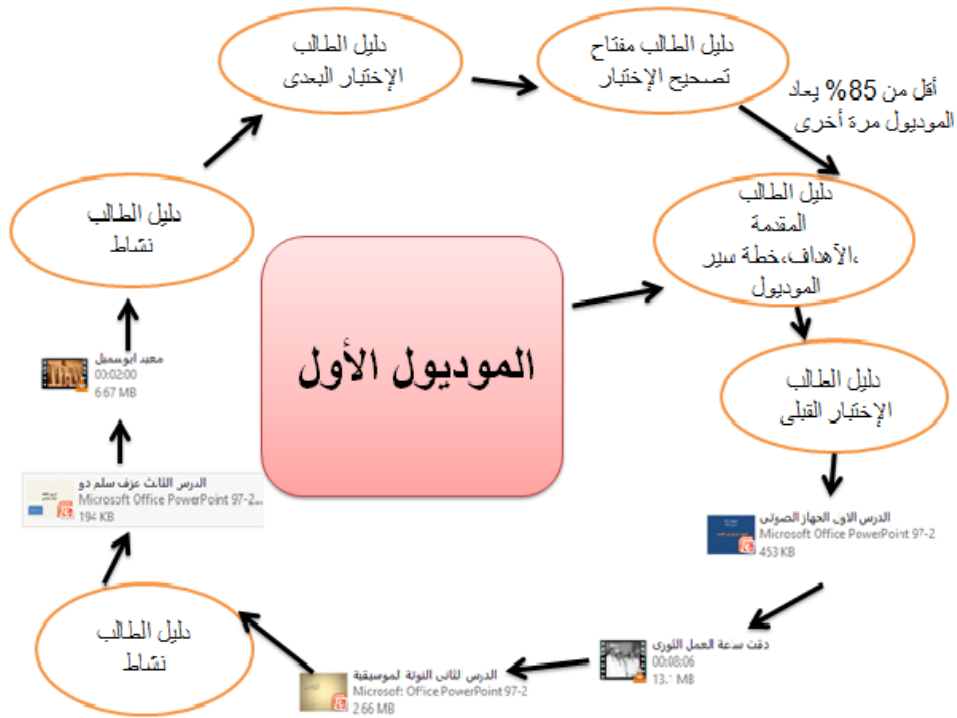 الموديول الأول
دليل الطالب
المقدمة
،الآهداف،خطة سير
الموديول
دليل الطالب
الإختبار القبلى
الدرس الاول الجهاز الصوتى
Microsoft Office PowerPoint 97-2
453 KB
دقت ساعة العمل الثورى
00:08:06
13.1 MB
الدرس الثانى النوتة الموسيقية
Microsoft Office PowerPoint 97-2
2.66 MB
دليل الطالب
نشاط
الدرس الثالث عزف سلم دو
Microsoft Office PowerPoint 97-2...
194 KB
معبد ابوسمبل
00:02:00
6.67 MB
دليل الطالب
نشاط
دليل الطالب
الإختبار البعدى
دليل الطالب مفتاح
تصحيح الإختبار
أقل من 85% يعاد
الموديول مرة أخرى